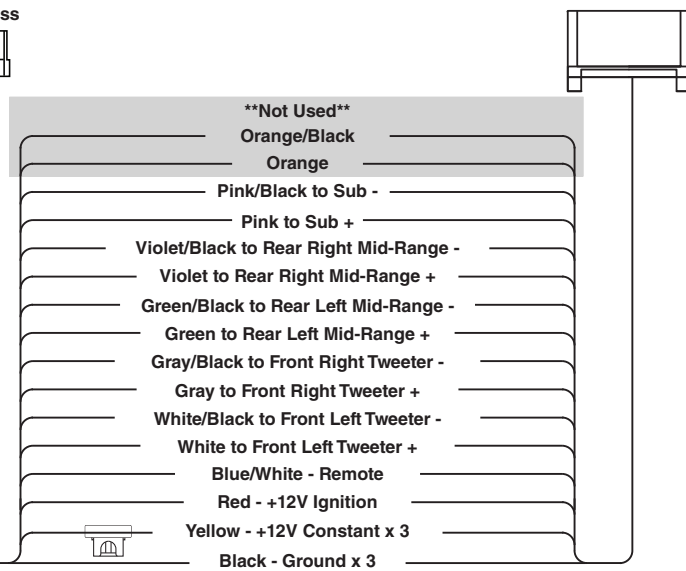 ss
**Not Used**
Orange/Black
Orange
Pink/Black to Sub -
Pink to Sub +
Violet/Black to Rear Right Mid-Range -
Violet to Rear Right Mid-Range +
Green/Black to Rear Left Mid-Range -
Green to Rear Left Mid-Range +
Gray/Black to Front Right Tweeter -
Gray to Front Right Tweeter +
White/Black to Front Left Tweeter -
White to Front Left Tweeter +
Blue/White - Remote
Red - +12V Ignition
Yellow - +12V Constant x 3
Black - Ground x 3